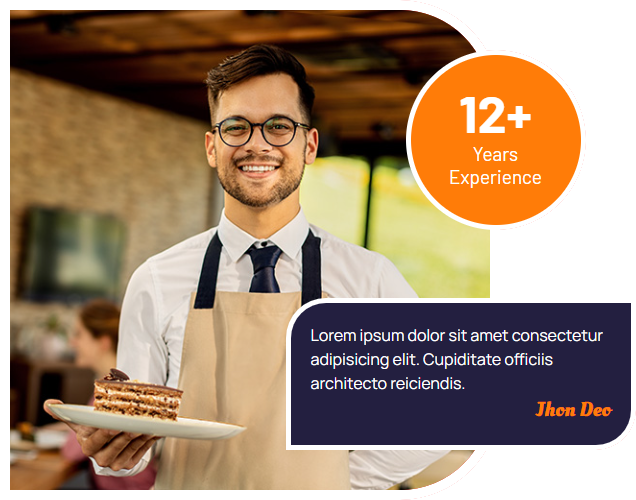 12+
Years
Experience
Lorem ipsum dolor sit amet consectetur
adipisicing elit. Cupiditate officiis
architecto reiciendis.
Jhon Deo